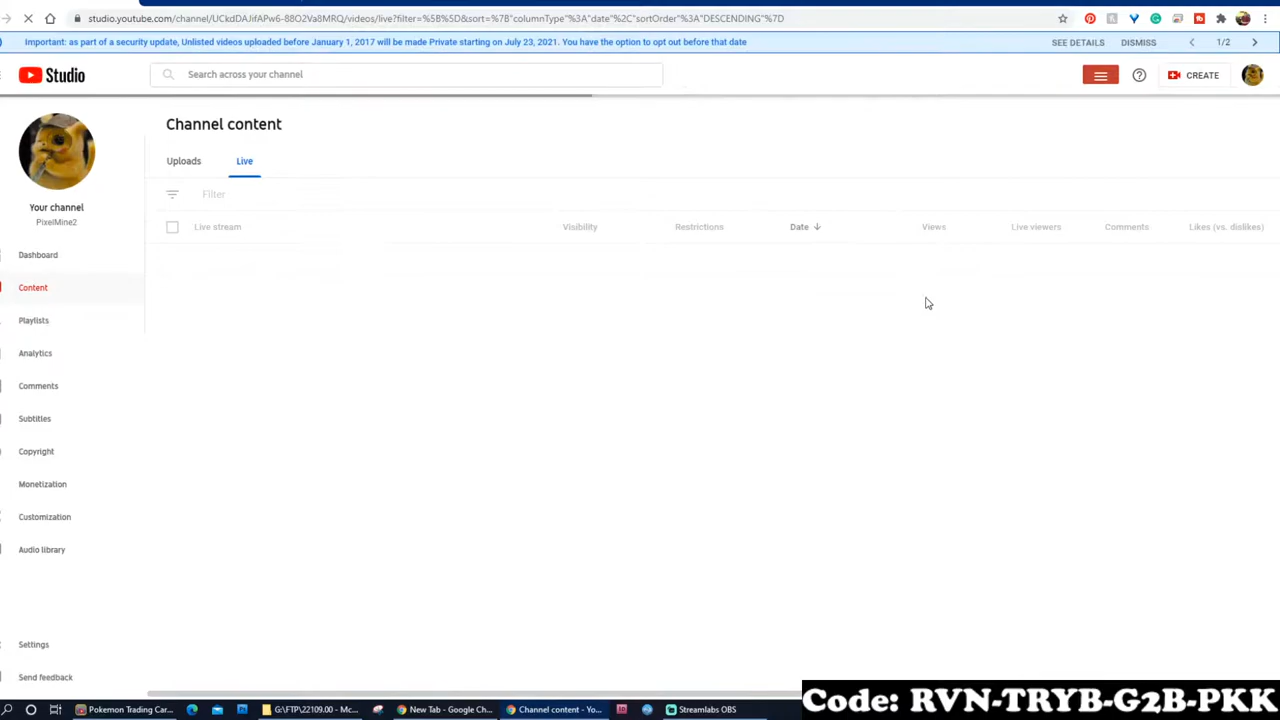 studio.youtube.com/channel/UCkdDAJifAPw6-88O2Va8MRQ/videos/live?filter=%5B%5D&sort=%7B"columnType"%3A"date"%2C"sortOrder"%3A"DESCENDING"%7D
Important: as part of a security update, Unlisted videos uploaded before January 1, 2017 will be made Private starting on July 23, 2021. You have the option to opt out before that date
SEE DETAILS DISMISS 1/2
Studio
Search across your channel
CREATE
Channel content
Uploads Live
Filter
Live stream Visibility Restrictions Date Views Live viewers Comments Likes (vs. dislikes)
Your channel
PixelMine2
Dashboard
Content
Playlists
Analytics
Comments
Subtitles
Copyright
Monetization
Customization
Audio library
Settings
Send feedback
Code: RVN-TRYB-G2B-PKK
Pokemon Trading Car... G:\FTP\22109.00 - Mc... New Tab - Google Ch... Channel content - Yo... Streamlabs OBS